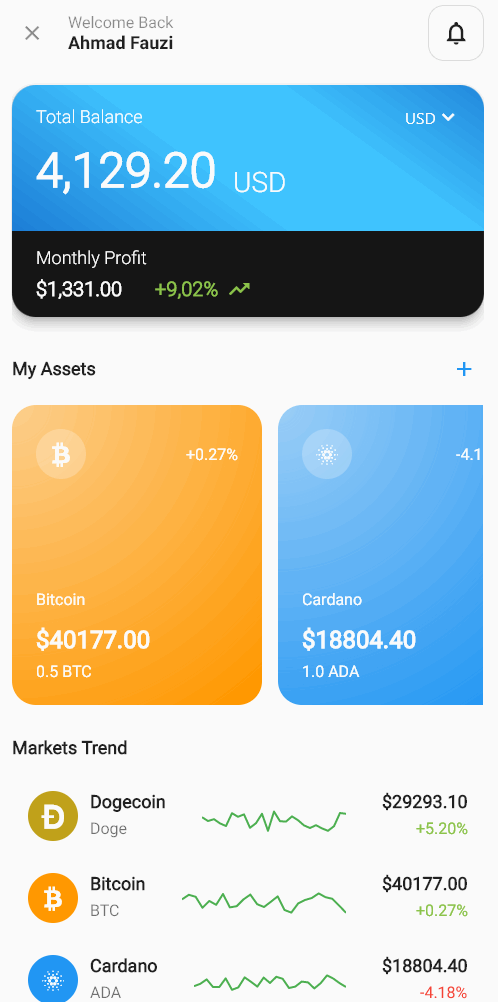 Welcome Back
Ahmad Fauzi
Total Balance
USD
4,129.20 USD
Monthly Profit
$1,331.00 +9,02%
My Assets
+
+0.27%
Bitcoin
$40177.00
0.5 BTC
-4.1
Cardano
$18804.40
1.0 ADA
Markets Trend
Dogecoin $29293.10
Doge +5.20%
Bitcoin $40177.00
BTC +0.27%
Cardano $18804.40
ADA -4.18%